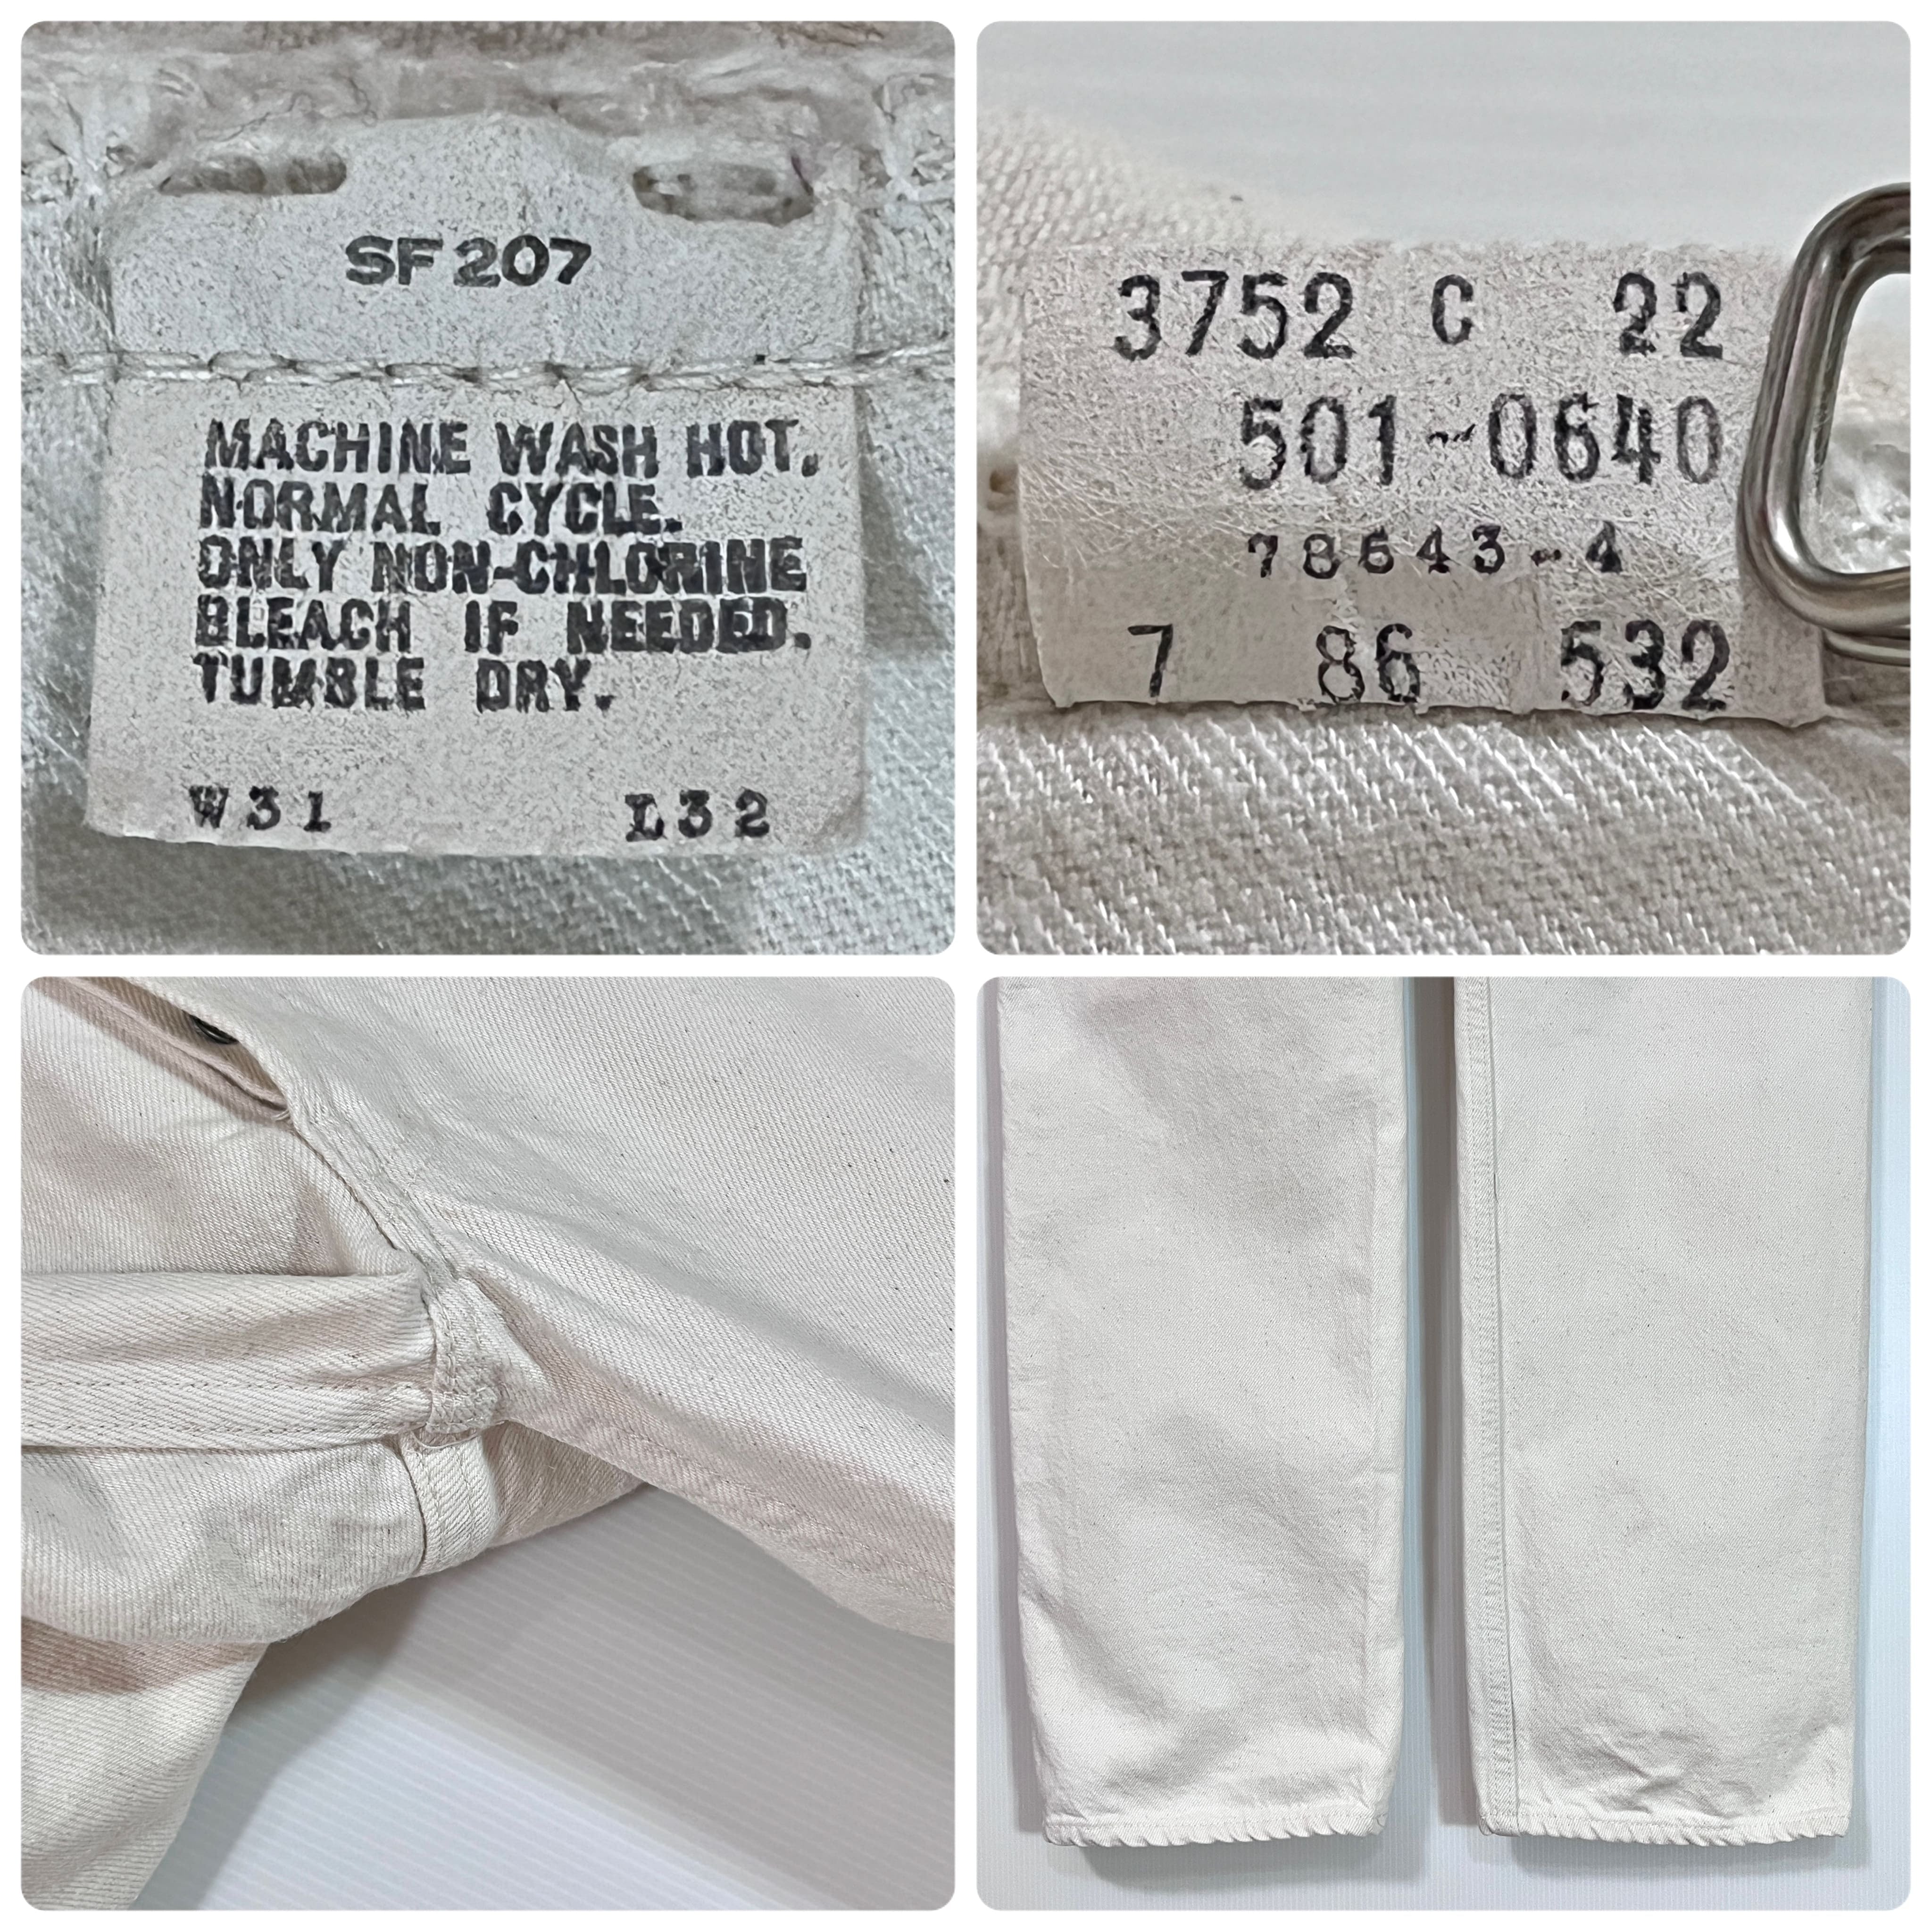 SF 207
MACHINE WASH HOT.
NORMAL CYCLE.
ONLY NON-CHLORINE
BLEACH IF NEEDED.
TUMBLE DRY.
W31 L32
3752 C 22
501-0640
78643-4
7 86 532